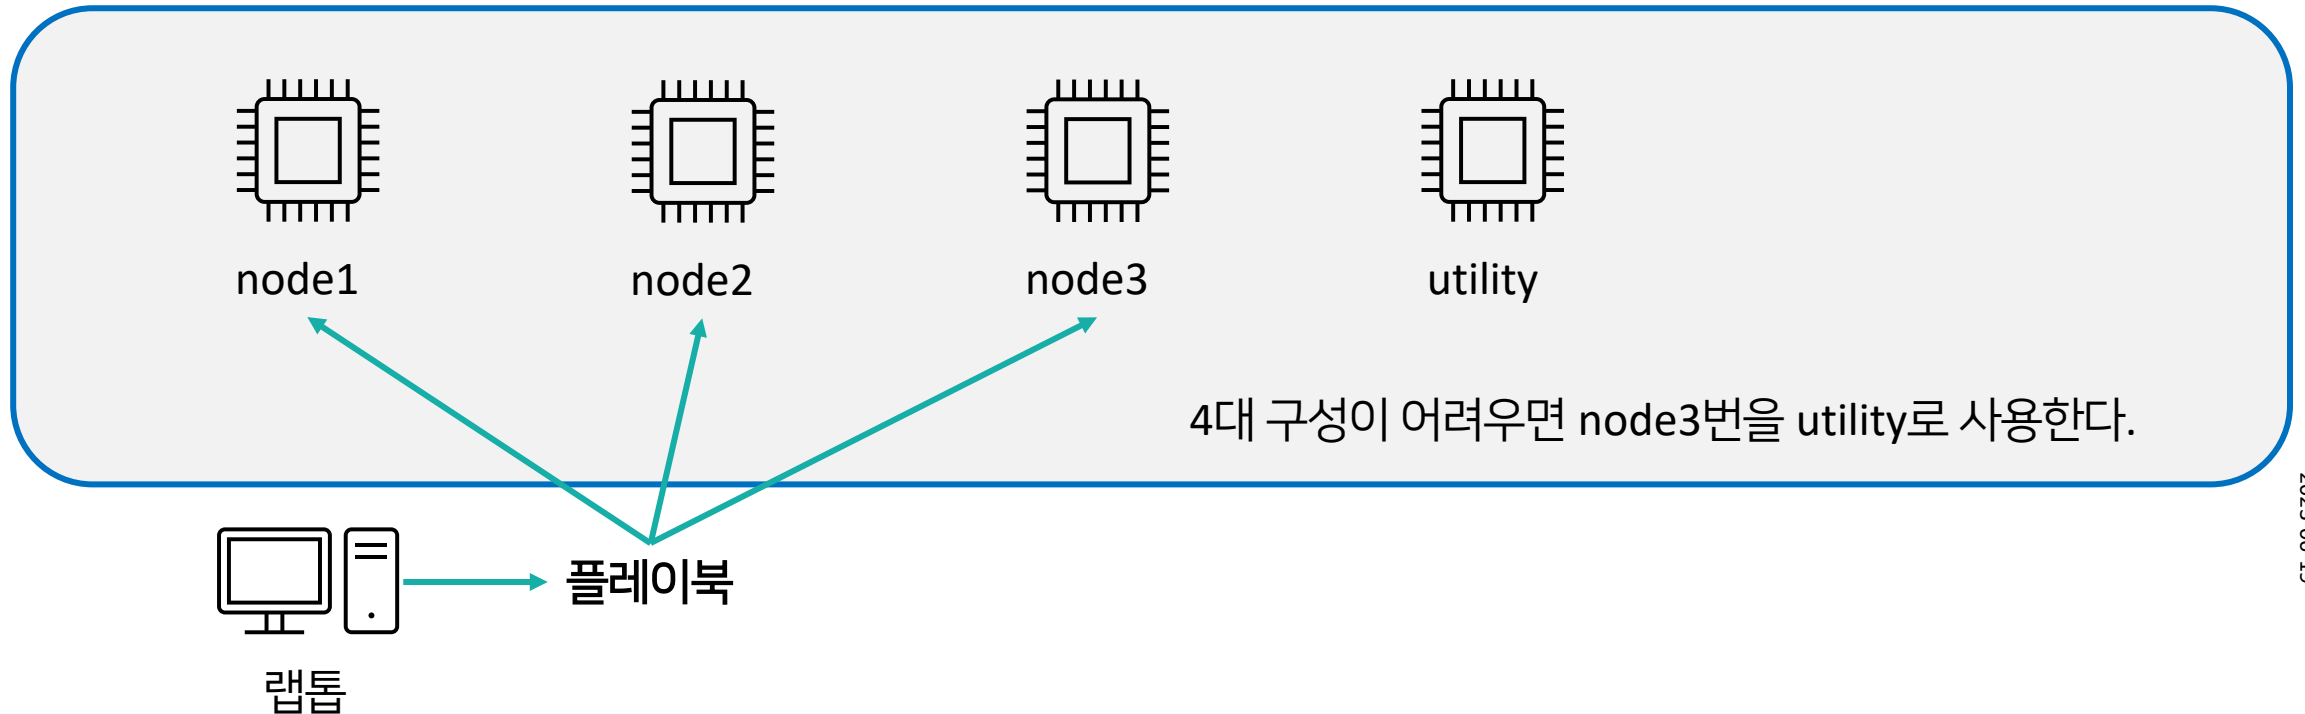 node1
node2
node3
utility
4대 구성이 어려우면 node3번을 utility로 사용한다.
플레이북
랩톱